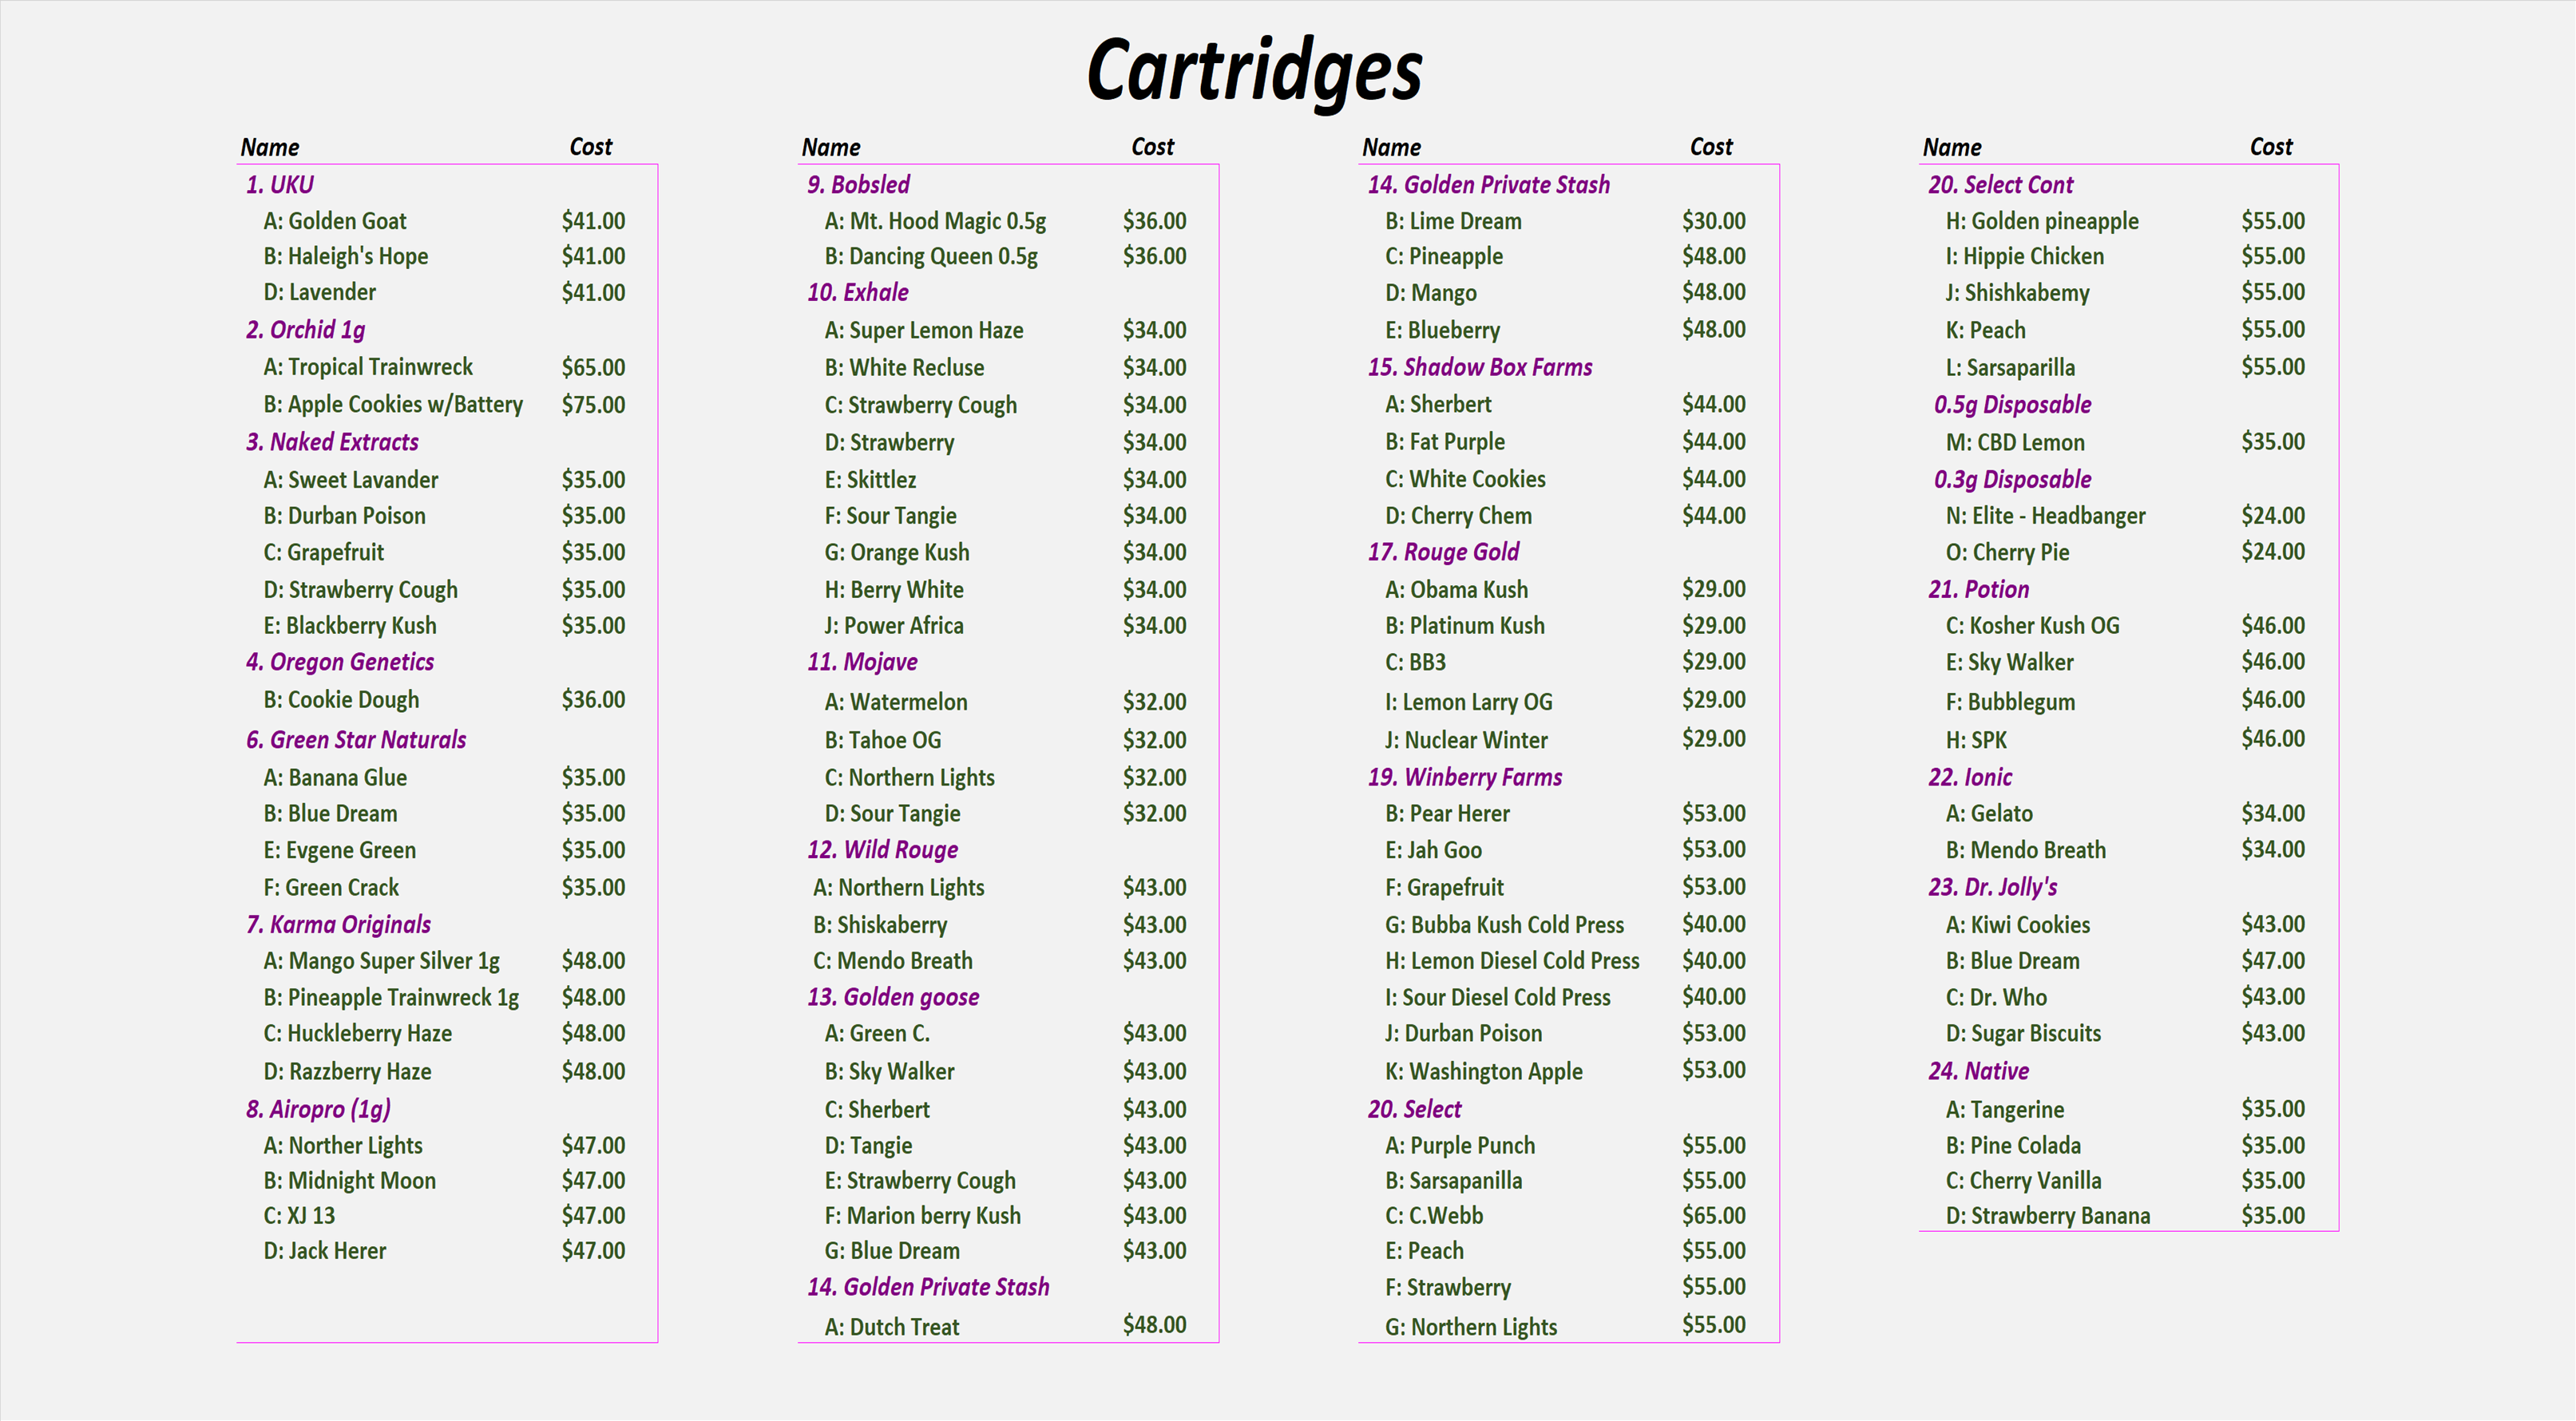 Cartridges
Name Cost
1. UKU
A: Golden Goat $41.00
B: Haleigh's Hope $41.00
D: Lavender $41.00
2. Orchid 1g
A: Tropical Trainwreck $65.00
B: Apple Cookies w/Battery $75.00
3. Naked Extracts
A: Sweet Lavander $35.00
B: Durban Poison $35.00
C: Grapefruit $35.00
D: Strawberry Cough $35.00
E: Blackberry Kush $35.00
4. Oregon Genetics
B: Cookie Dough $36.00
6. Green Star Naturals
A: Banana Glue $35.00
B: Blue Dream $35.00
E: Evgene Green $35.00
F: Green Crack $35.00
7. Karma Originals
A: Mango Super Silver 1g $48.00
B: Pineapple Trainwreck 1g $48.00
C: Huckleberry Haze $48.00
D: Razzberry Haze $48.00
8. Airopro (1g)
A: Norther Lights $47.00
B: Midnight Moon $47.00
C: XJ 13 $47.00
D: Jack Herer $47.00
Name Cost
9. Bobsled
A: Mt. Hood Magic 0.5g $36.00
B: Dancing Queen 0.5g $36.00
10. Exhale
A: Super Lemon Haze $34.00
B: White Recluse $34.00
C: Strawberry Cough $34.00
D: Strawberry $34.00
E: Skittlez $34.00
F: Sour Tangie $34.00
G: Orange Kush $34.00
H: Berry White $34.00
J: Power Africa $34.00
11. Mojave
A: Watermelon $32.00
B: Tahoe OG $32.00
C: Northern Lights $32.00
D: Sour Tangie $32.00
12. Wild Rouge
A: Northern Lights $43.00
B: Shiskaberry $43.00
C: Mendo Breath $43.00
13. Golden goose
A: Green C. $43.00
B: Sky Walker $43.00
C: Sherbert $43.00
D: Tangie $43.00
E: Strawberry Cough $43.00
F: Marion berry Kush $43.00
G: Blue Dream $43.00
14. Golden Private Stash
A: Dutch Treat $48.00
Name Cost
14. Golden Private Stash
B: Lime Dream $30.00
C: Pineapple $48.00
D: Mango $48.00
E: Blueberry $48.00
15. Shadow Box Farms
A: Sherbert $44.00
B: Fat Purple $44.00
C: White Cookies $44.00
D: Cherry Chem $44.00
17. Rouge Gold
A: Obama Kush $29.00
B: Platinum Kush $29.00
C: BB3 $29.00
I: Lemon Larry OG $29.00
J: Nuclear Winter $29.00
19. Winberry Farms
B: Pear Herer $53.00
E: Jah Goo $53.00
F: Grapefruit $53.00
G: Bubba Kush Cold Press $40.00
H: Lemon Diesel Cold Press $40.00
I: Sour Diesel Cold Press $40.00
J: Durban Poison $53.00
K: Washington Apple $53.00
20. Select
A: Purple Punch $55.00
B: Sarsapanilla $55.00
C: C.Webb $65.00
E: Peach $55.00
F: Strawberry $55.00
G: Northern Lights $55.00
Name Cost
20. Select Cont
H: Golden pineapple $55.00
I: Hippie Chicken $55.00
J: Shishkabemy $55.00
K: Peach $55.00
L: Sarsaparilla $55.00
0.5g Disposable
M: CBD Lemon $35.00
0.3g Disposable
N: Elite - Headbanger $24.00
O: Cherry Pie $24.00
21. Potion
C: Kosher Kush OG $46.00
E: Sky Walker $46.00
F: Bubblegum $46.00
H: SPK $46.00
22. Ionic
A: Gelato $34.00
B: Mendo Breath $34.00
23. Dr. Jolly's
A: Kiwi Cookies $43.00
B: Blue Dream $47.00
C: Dr. Who $43.00
D: Sugar Biscuits $43.00
24. Native
A: Tangerine $35.00
B: Pine Colada $35.00
C: Cherry Vanilla $35.00
D: Strawberry Banana $35.00